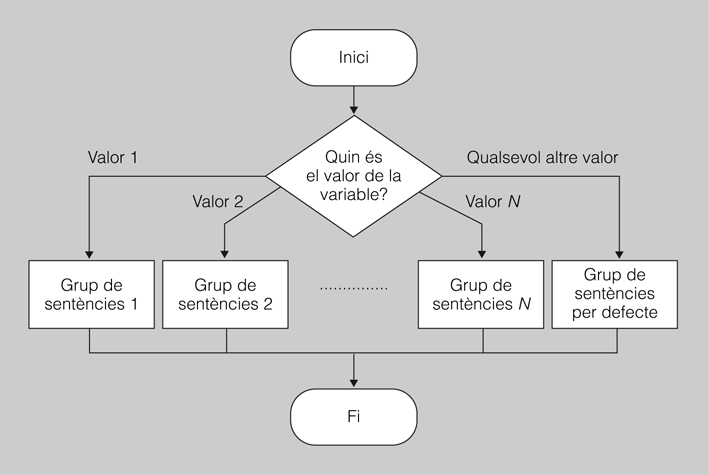 Inici
Quin és
el valor de la
variable?
Valor 1
Valor 2
Valor N
Qualsevol altre valor
Grup de
sentències 1
Grup de
sentències 2
...............
Grup de
sentències N
Grup de
sentències
per defecte
Fi